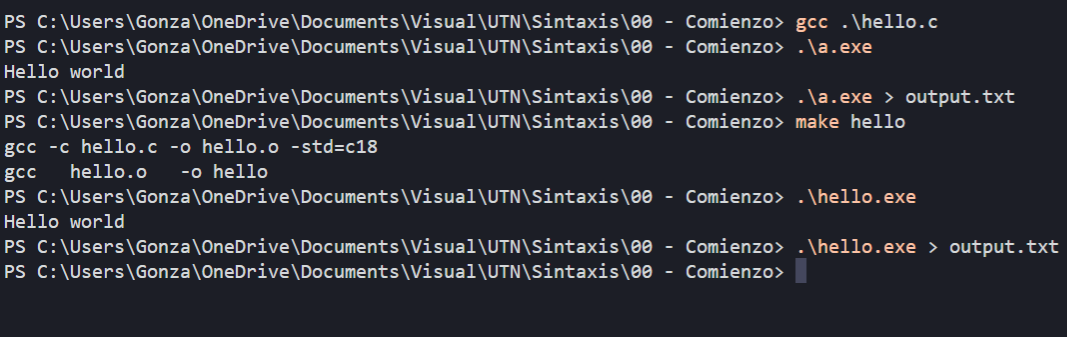 PS C:\Users\Gonza\OneDrive\Documents\Visual\UTN\Sintaxis\00 - Comienzo> gcc .\hello.c
PS C:\Users\Gonza\OneDrive\Documents\Visual\UTN\Sintaxis\00 - Comienzo> .\a.exe
Hello world
PS C:\Users\Gonza\OneDrive\Documents\Visual\UTN\Sintaxis\00 - Comienzo> .\a.exe > output.txt
PS C:\Users\Gonza\OneDrive\Documents\Visual\UTN\Sintaxis\00 - Comienzo> make hello
gcc -c hello.c -o hello.o -std=c18
gcc   hello.o   -o hello
PS C:\Users\Gonza\OneDrive\Documents\Visual\UTN\Sintaxis\00 - Comienzo> .\hello.exe
Hello world
PS C:\Users\Gonza\OneDrive\Documents\Visual\UTN\Sintaxis\00 - Comienzo> .\hello.exe > output.txt
PS C:\Users\Gonza\OneDrive\Documents\Visual\UTN\Sintaxis\00 - Comienzo>